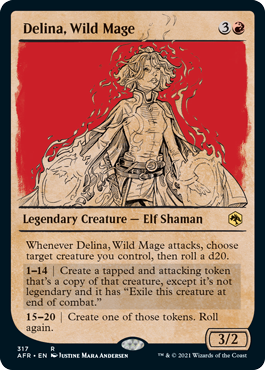 Delina, Wild Mage 3
Legendary Creature — Elf Shaman
Whenever Delina, Wild Mage attacks, choose
target creature you control, then roll a d20.
1–14 | Create a tapped and attacking token
that's a copy of that creature, except it's not
legendary and it has "Exile this creature at
end of combat."
15–20 | Create one of those tokens. Roll
again.
3/2
317 R
AFR • EN Justine Mara Andersen
™ & © 2021 Wizards of the Coast